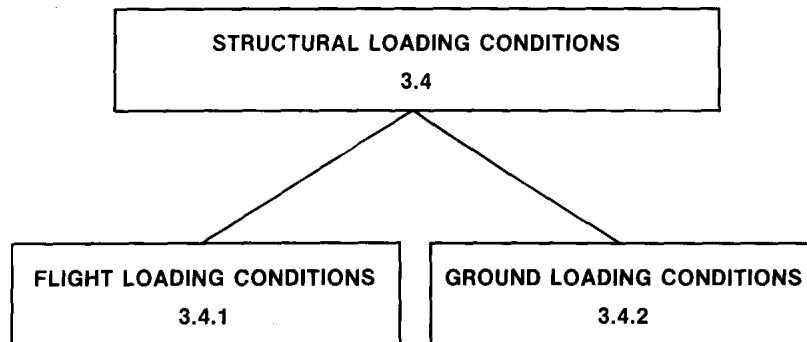 STRUCTURAL LOADING CONDITIONS
3.4
FLIGHT LOADING CONDITIONS
3.4.1
GROUND LOADING CONDITIONS
3.4.2